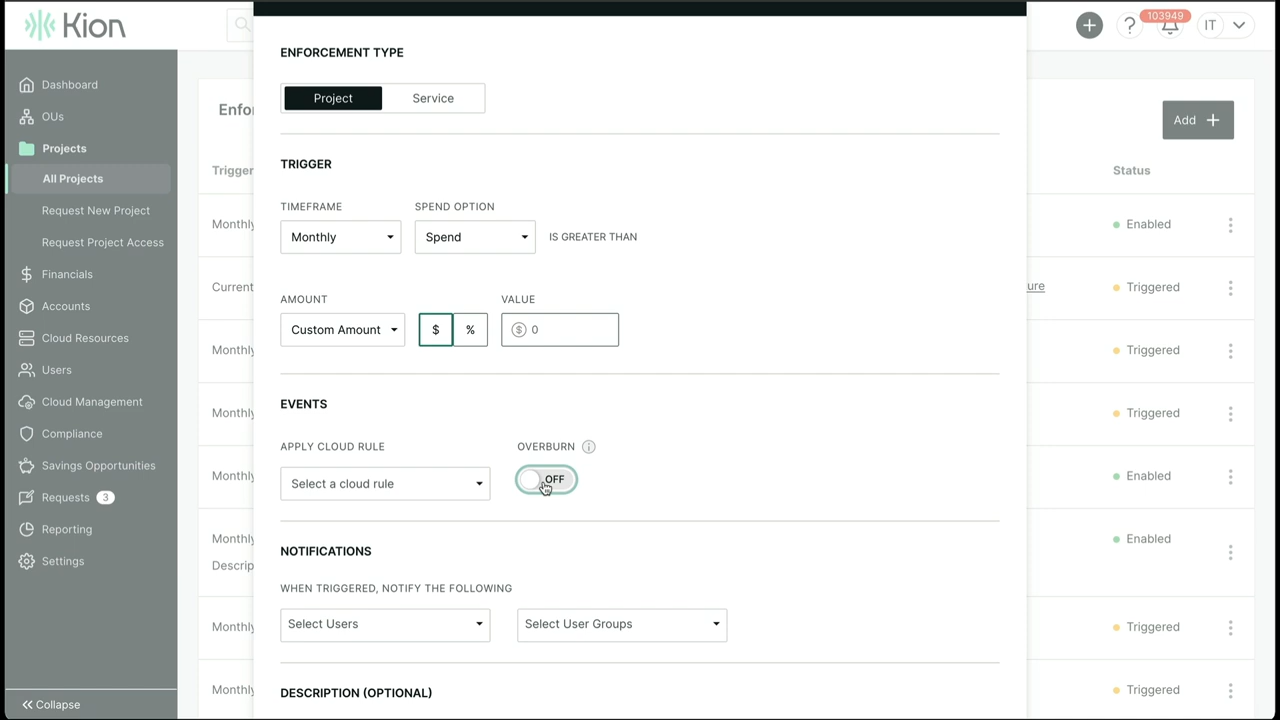 Kion
103949
?
IT
Dashboard
OUs
Projects
All Projects
Request New Project
Request Project Access
Financials
Accounts
Cloud Resources
Users
Cloud Management
Compliance
Savings Opportunities
Requests 3
Reporting
Settings
Collapse
ENFORCEMENT TYPE
Project Service
TRIGGER
TIMEFRAME SPEND OPTION
Monthly Spend IS GREATER THAN
AMOUNT VALUE
Custom Amount $ % $ 0
EVENTS
APPLY CLOUD RULE OVERBURN
Select a cloud rule OFF
NOTIFICATIONS
WHEN TRIGGERED, NOTIFY THE FOLLOWING
Select Users Select User Groups
DESCRIPTION (OPTIONAL)
Enfor
Add +
Trigger Status
Monthly Enabled
Current ure Triggered
Monthly Triggered
Monthly Triggered
Monthly Enabled
Monthly Enabled
Descrip
Monthly Triggered
Monthly Triggered